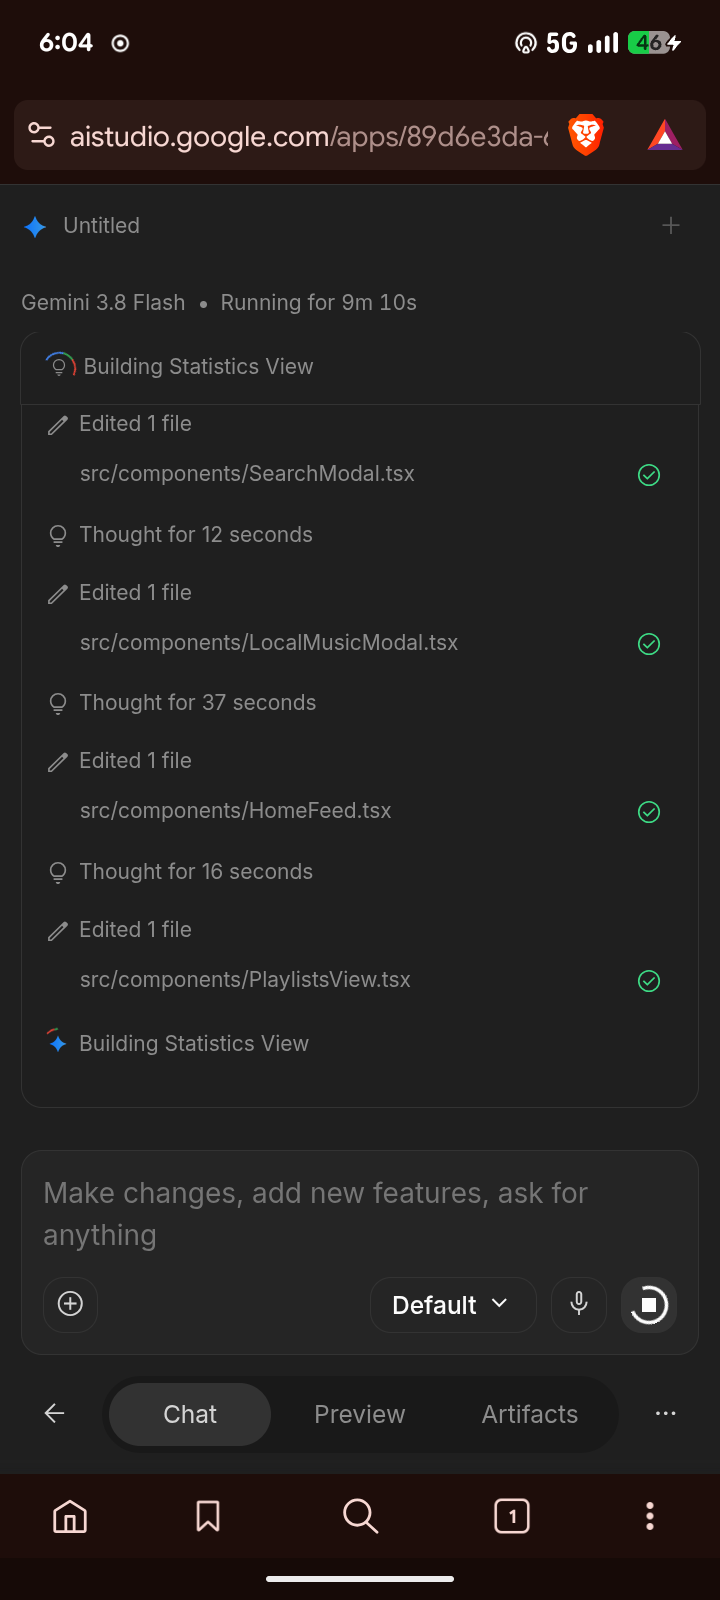 6:04
5G
46
aistudio.google.com/apps/89d6e3da-
Untitled
Gemini 3.8 Flash • Running for 9m 10s
Building Statistics View
Edited 1 file
src/components/SearchModal.tsx
Thought for 12 seconds
Edited 1 file
src/components/LocalMusicModal.tsx
Thought for 37 seconds
Edited 1 file
src/components/HomeFeed.tsx
Thought for 16 seconds
Edited 1 file
src/components/PlaylistsView.tsx
Building Statistics View
Make changes, add new features, ask for
anything
Default
Chat
Preview
Artifacts
1